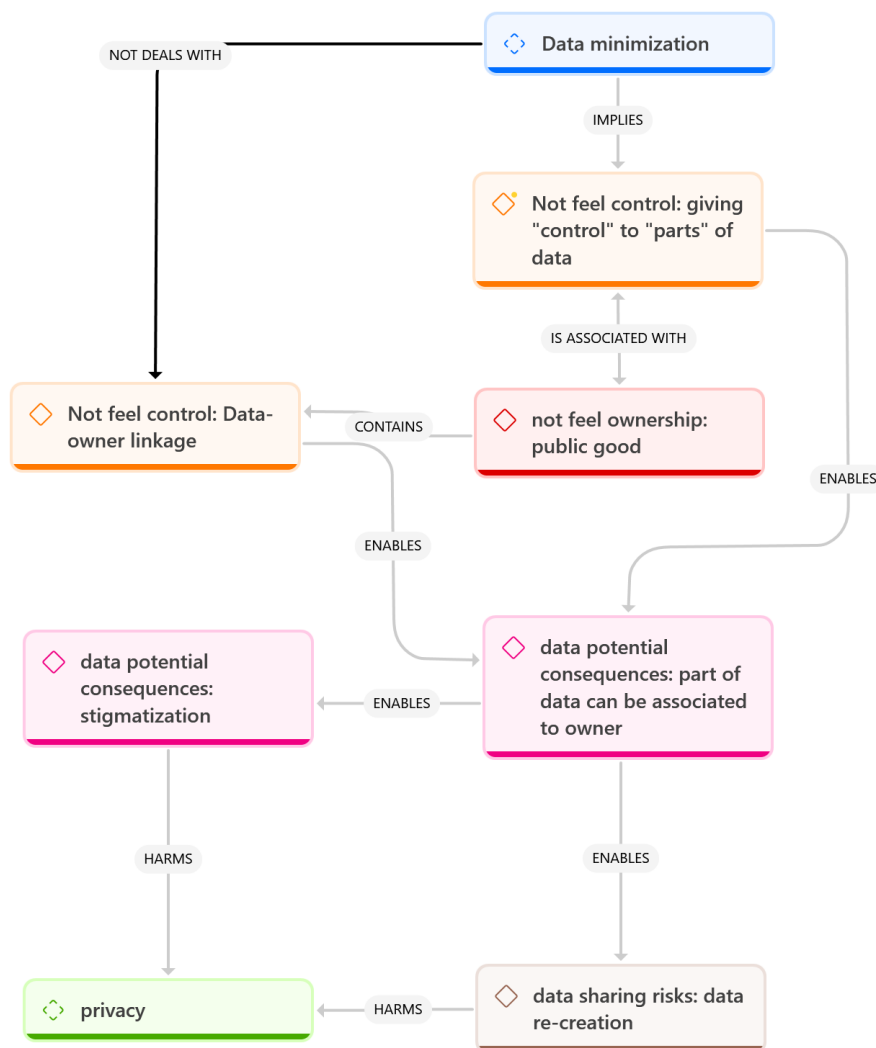 Data minimization
NOT DEALS WITH
IMPLIES
Not feel control: giving
"control" to "parts" of
data
IS ASSOCIATED WITH
Not feel control: Data-
owner linkage
CONTAINS
not feel ownership:
public good
ENABLES
ENABLES
data potential
consequences:
stigmatization
ENABLES
data potential
consequences: part of
data can be associated
to owner
HARMS
ENABLES
privacy
HARMS
data sharing risks: data
re-creation